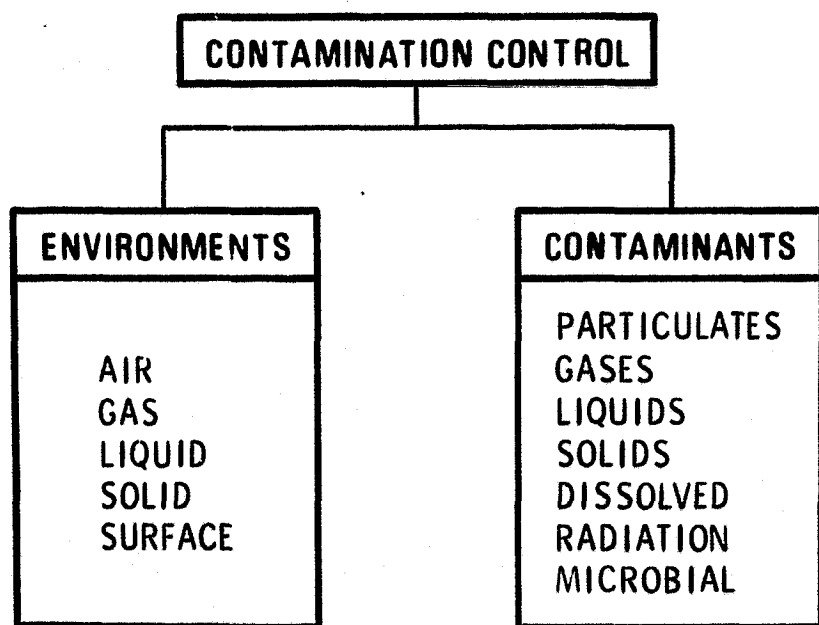 CONTAMINATION CONTROL
ENVIRONMENTS
AIR
GAS
LIQUID
SOLID
SURFACE
CONTAMINANTS
PARTICULATES
GASES
LIQUIDS
SOLIDS
DISSOLVED
RADIATION
MICROBIAL